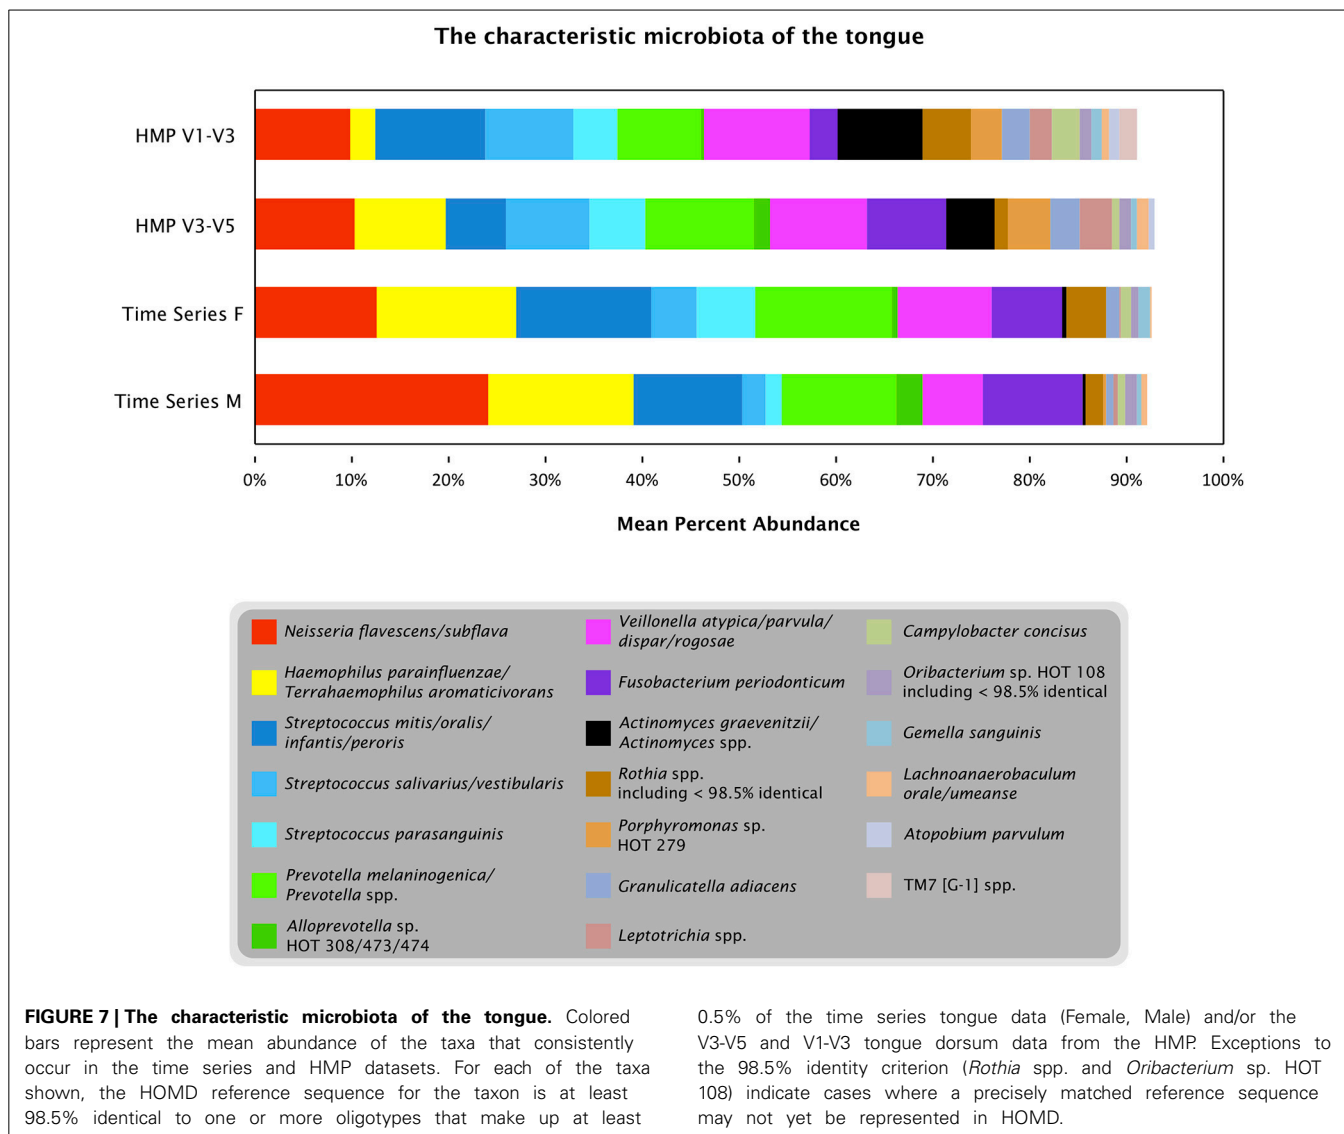 The characteristic microbiota of the tongue
HMP V1-V3
HMP V3-V5
Time Series F
Time Series M
0%
10%
20%
30%
40%
50%
60%
70%
80%
90%
100%
Mean Percent Abundance
Neisseria flavescens/subflava
Haemophilus parainfluenzae/
Terrahaemophilus aromaticivorans
Streptococcus mitis/oralis/
infantis/peroris
Streptococcus salivarius/vestibularis
Streptococcus parasanguinis
Prevotella melaninogenica/
Prevotella spp.
Alloprevotella sp.
HOT 308/473/474
Veillonella atypica/parvula/
dispar/rogosae
Fusobacterium periodonticum
Actinomyces graevenitzii/
Actinomyces spp.
Rothia spp.
including < 98.5% identical
Porphyromonas sp.
HOT 279
Granulicatella adiacens
Leptotrichia spp.
Campylobacter concisus
Oribacterium sp. HOT 108
including < 98.5% identical
Gemella sanguinis
Lachnoanaerobaculum
orale/umeanse
Atopobium parvulum
TM7 [G-1] spp.
FIGURE 7 | The characteristic microbiota of the tongue. Colored
bars represent the mean abundance of the taxa that consistently
occur in the time series and HMP datasets. For each of the taxa
shown, the HOMD reference sequence for the taxon is at least
98.5% identical to one or more oligotypes that make up at least
0.5% of the time series tongue data (Female, Male) and/or the
V3-V5 and V1-V3 tongue dorsum data from the HMP. Exceptions to
the 98.5% identity criterion (Rothia spp. and Oribacterium sp. HOT
108) indicate cases where a precisely matched reference sequence
may not yet be represented in HOMD.